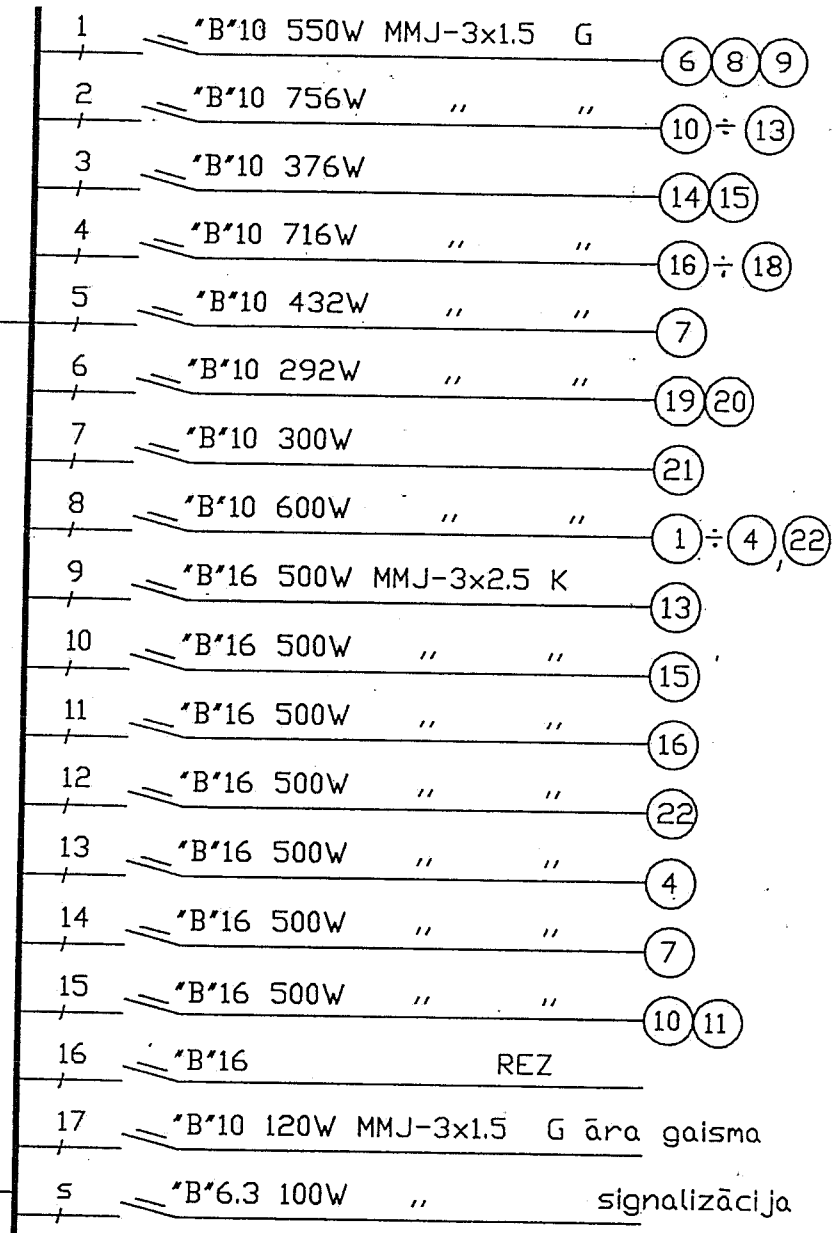 1 "B"10 550W MMJ-3x1.5 G 6 8 9
2 "B"10 756W " " 10 ÷ 13
3 "B"10 376W 14 15
4 "B"10 716W " " 16 ÷ 18
5 "B"10 432W " " 7
6 "B"10 292W " " 19 20
7 "B"10 300W 21
8 "B"10 600W " " 1 ÷ 4 , 22
9 "B"16 500W MMJ-3x2.5 K 13
10 "B"16 500W " " 15
11 "B"16 500W " " 16
12 "B"16 500W " " 22
13 "B"16 500W " " 4
14 "B"16 500W " " 7
15 "B"16 500W " " 10 11
16 "B"16 REZ
17 "B"10 120W MMJ-3x1.5 G āra gaisma
s "B"6.3 100W " signalizācija